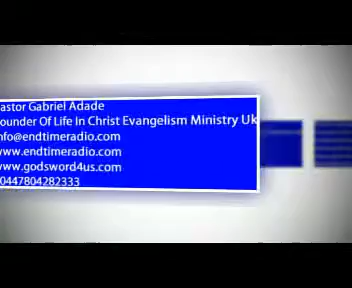 astor Gabriel Adade
ounder Of Life In Christ Evangelism Ministry Uk
nfo@endtimeradio.com
www.endtimeradio.com
www.godsword4us.com
0447804282333